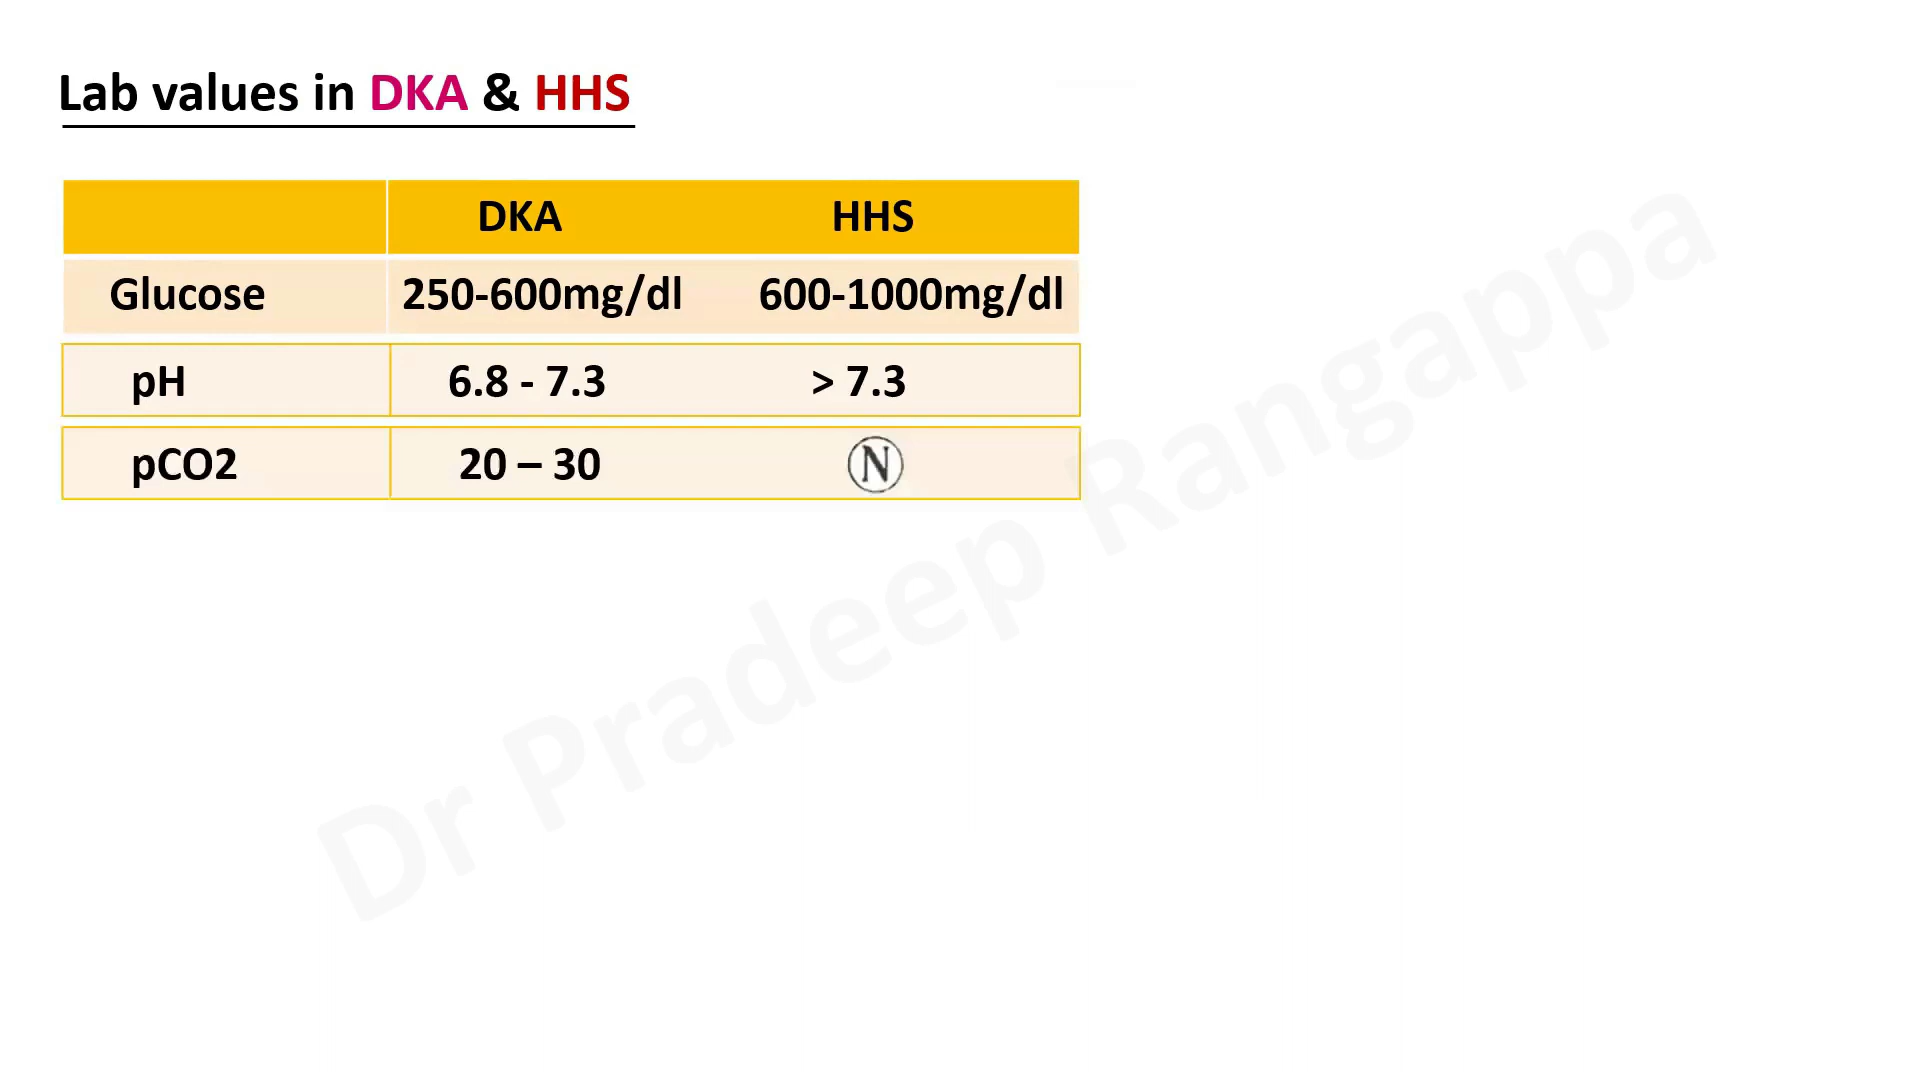 Lab values in DKA & HHS
DKA HHS
Glucose 250-600mg/dl 600-1000mg/dl
pH 6.8 - 7.3 > 7.3
pCO2 20 – 30 N
Dr Pradeep Rangappa